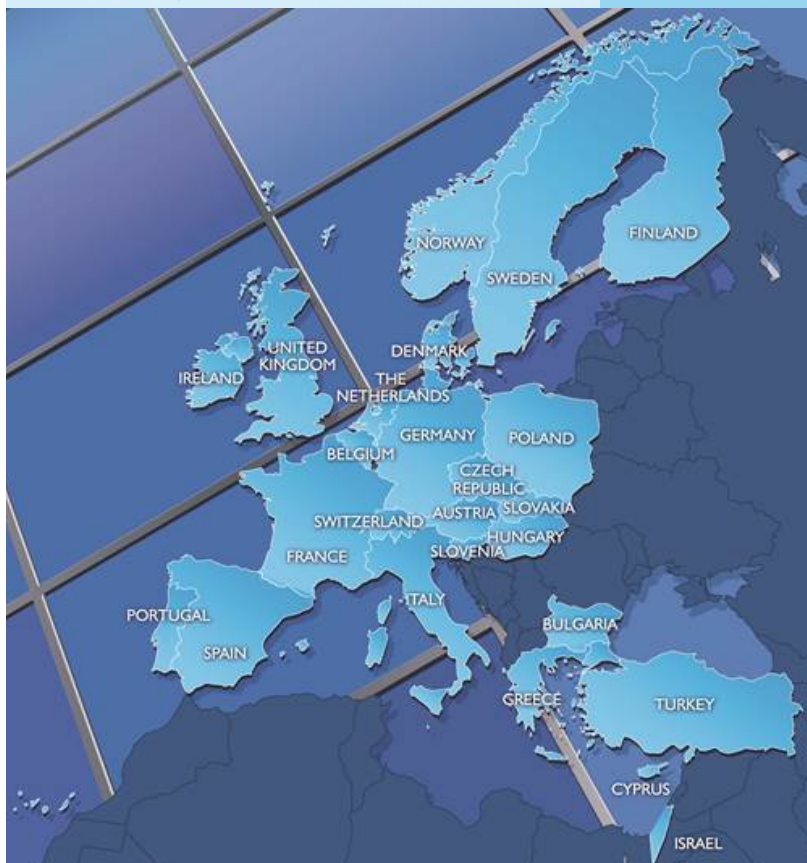 NORWAY
FINLAND
SWEDEN
DENMARK
UNITED
KINGDOM
IRELAND
THE
NETHERLANDS
GERMANY
POLAND
BELGIUM
CZECH
REPUBLIC
SLOVAKIA
AUSTRIA
SWITZERLAND
HUNGARY
SLOVENIA
FRANCE
ITALY
PORTUGAL
SPAIN
BULGARIA
GREECE
TURKEY
CYPRUS
ISRAEL